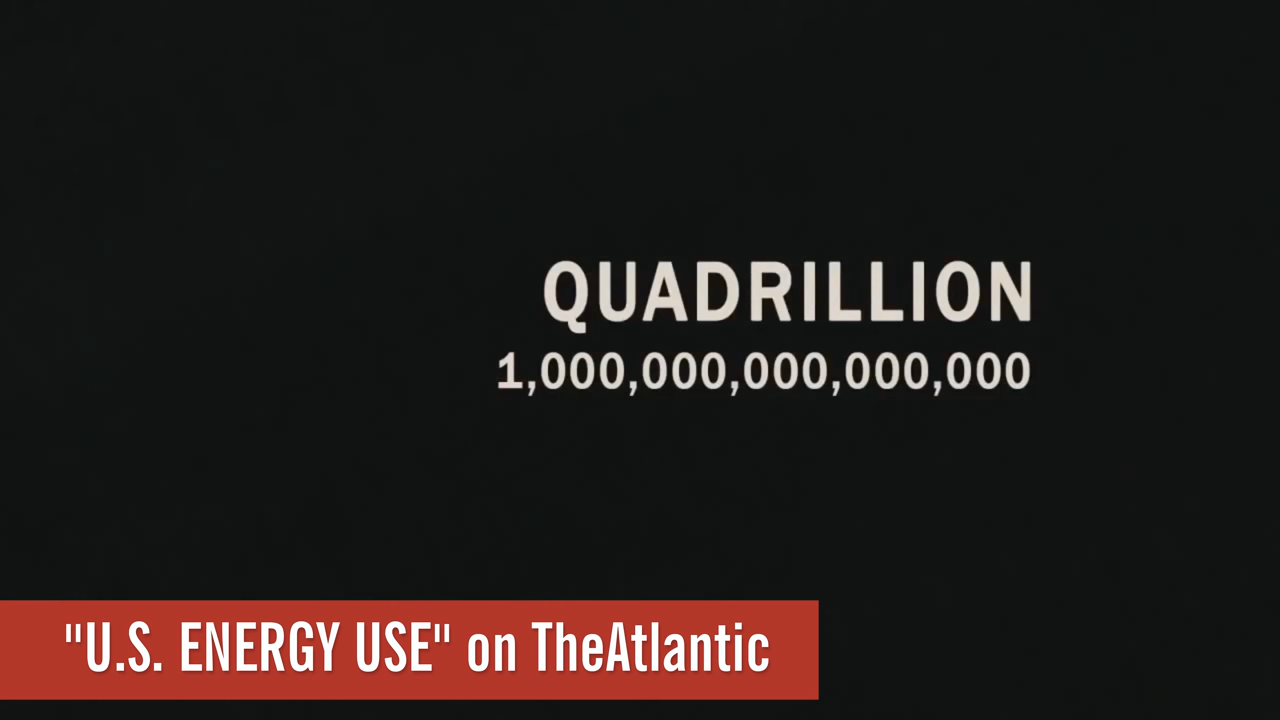 QUADRILLION
1,000,000,000,000,000
"U.S. ENERGY USE" on TheAtlantic